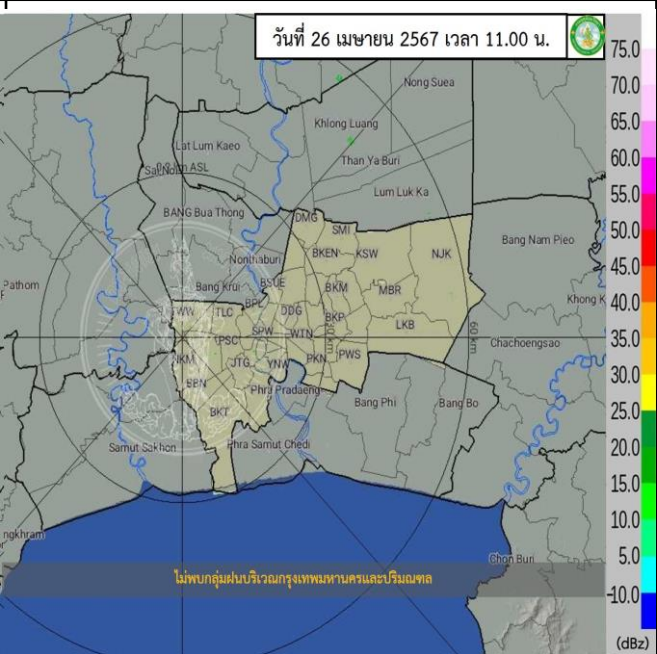 วันที่ 26 เมษายน 2567 เวลา 11.00 น.
75.0
Nong Suea
70.0
Khlong Luang
65.0
Lat Lum Kaeo
Than Ya Buri
60.0
Lum Luk Ka
55.0
BANG Bua Thong
DMG
50.0
SMI
Bang Nam Pieo
BKEN
KSW
NJK
Nonthaburi
45.0
Bang Krui
BSUE
BKM
MBR
Pathom
40.0
Khong K
BPL
TWW
TLC
DDG
BKP
LKB
35.0
PSC
SPW
WTN
30 km
60 km
Chachoengsao
NKM
JTG
YNW
PKN
PWS
30.0
BBN
Phra Pradaeng
Bang Phi
Bang Bo
25.0
BKT
Samut Sakhon
Phra Samut Chedi
20.0
15.0
ngkhram
10.0
Chon Buri
5.0
ไม่พบกลุ่มฝนบริเวณกรุงเทพมหานครและปริมณฑล
-10.0
(dBz)